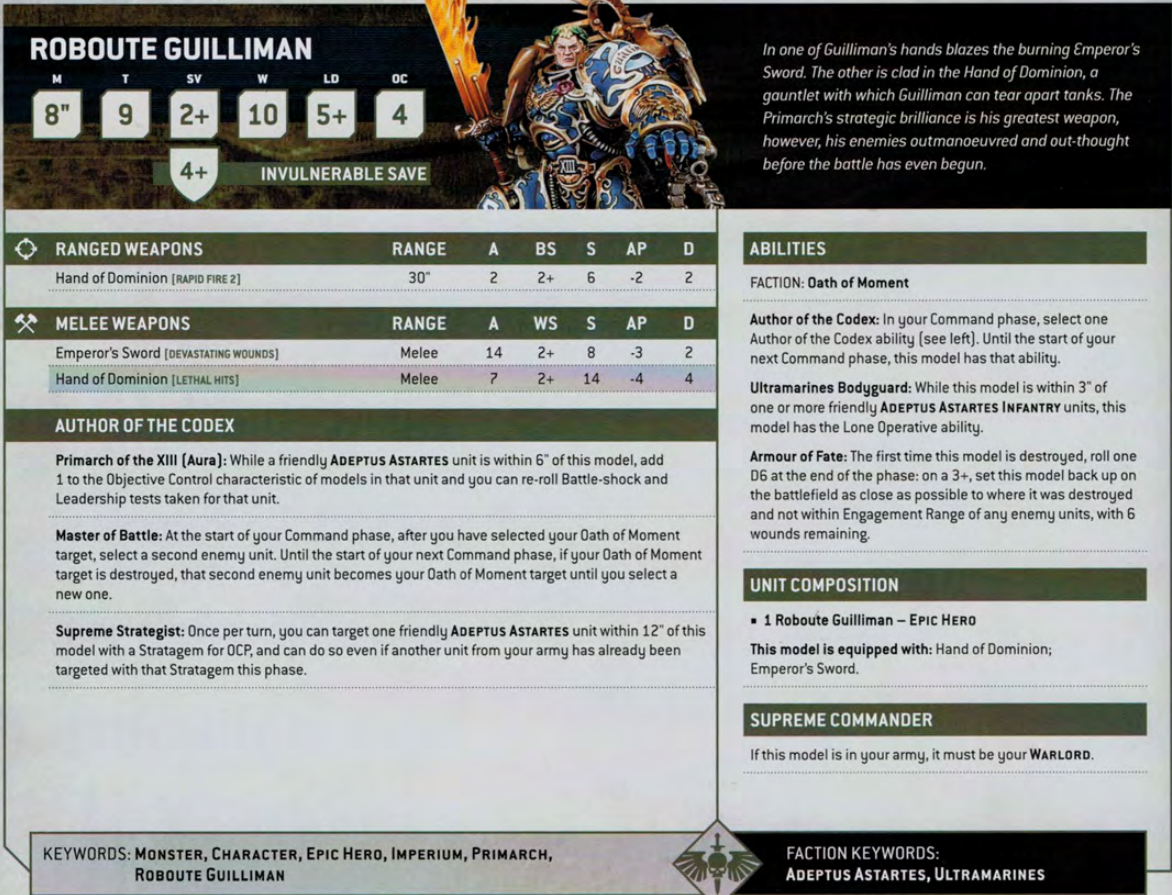 ROBOUTE GUILLIMAN
M T SV W LD OC
8" 9 2+ 10 5+ 4
4+ INVULNERABLE SAVE
In one of Guilliman's hands blazes the burning Emperor's
Sword. The other is clad in the Hand of Dominion, a
gauntlet with which Guilliman can tear apart tanks. The
Primarch's strategic brilliance is his greatest weapon,
however, his enemies outmanoeuvred and out-thought
before the battle has even begun.
XIII
RANGED WEAPONS RANGE A BS S AP D
Hand of Dominion [RAPID FIRE 2] 30" 2 2+ 6 -2 2
MELEE WEAPONS RANGE A WS S AP D
Emperor's Sword [DEVASTATING WOUNDS] Melee 14 2+ 8 -3 2
Hand of Dominion [LETHAL HITS] Melee 7 2+ 14 -4 4
AUTHOR OF THE CODEX
Primarch of the XIII (Aura): While a friendly ADEPTUS ASTARTES unit is within 6" of this model, add
1 to the Objective Control characteristic of models in that unit and you can re-roll Battle-shock and
Leadership tests taken for that unit.
Master of Battle: At the start of your Command phase, after you have selected your Oath of Moment
target, select a second enemy unit. Until the start of your next Command phase, if your Oath of Moment
target is destroyed, that second enemy unit becomes your Oath of Moment target until you select a
new one.
Supreme Strategist: Once per turn, you can target one friendly ADEPTUS ASTARTES unit within 12" of this
model with a Stratagem for 0CP, and can do so even if another unit from your army has already been
targeted with that Stratagem this phase.
ABILITIES
FACTION: Oath of Moment
Author of the Codex: In your Command phase, select one
Author of the Codex ability (see left). Until the start of your
next Command phase, this model has that ability.
Ultramarines Bodyguard: While this model is within 3" of
one or more friendly ADEPTUS ASTARTES INFANTRY units, this
model has the Lone Operative ability.
Armour of Fate: The first time this model is destroyed, roll one
D6 at the end of the phase: on a 3+, set this model back up on
the battlefield as close as possible to where it was destroyed
and not within Engagement Range of any enemy units, with 6
wounds remaining.
UNIT COMPOSITION
▪ 1 Roboute Guilliman – EPIC HERO
This model is equipped with: Hand of Dominion;
Emperor's Sword.
SUPREME COMMANDER
If this model is in your army, it must be your WARLORD.
KEYWORDS: MONSTER, CHARACTER, EPIC HERO, IMPERIUM, PRIMARCH,
ROBOUTE GUILLIMAN
FACTION KEYWORDS:
ADEPTUS ASTARTES, ULTRAMARINES